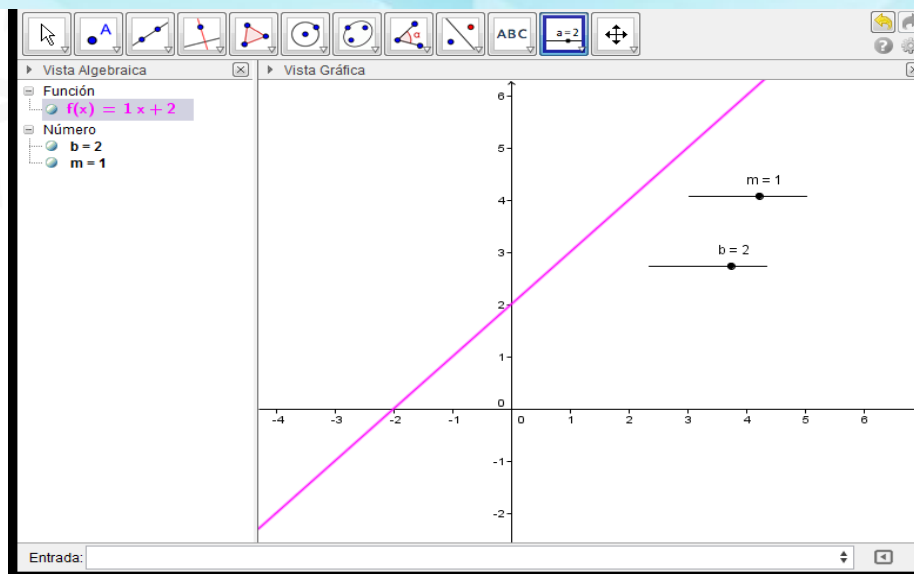 A
α
ABC
a=2
Vista Algebraica
Función
f(x) = 1 x + 2
Número
b = 2
m = 1
Vista Gráfica
6
5
4
3
2
1
0
-1
-2
-4 -3 -2 -1 0 1 2 3 4 5 6
m = 1
b = 2
Entrada: